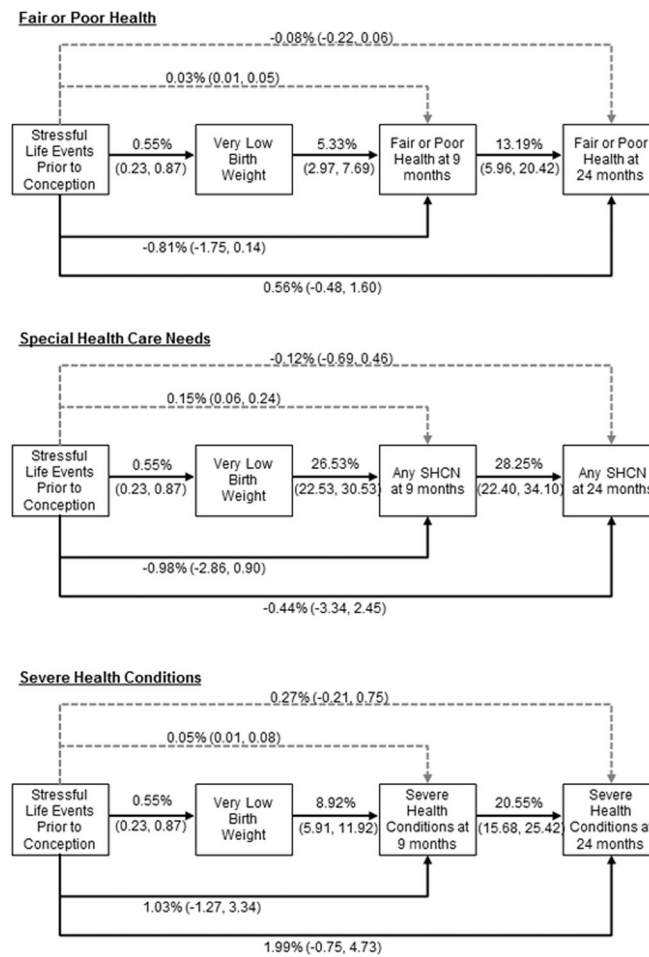 Fair or Poor Health
-0.08% (-0.22, 0.06)
0.03% (0.01, 0.05)
Stressful
Life Events
Prior to
Conception
0.55%
(0.23, 0.87)
Very Low
Birth
Weight
5.33%
(2.97, 7.69)
Fair or Poor
Health at 9
months
13.19%
(5.96, 20.42)
Fair or Poor
Health at
24 months
-0.81% (-1.75, 0.14)
0.56% (-0.48, 1.60)
Special Health Care Needs
-0.12% (-0.69, 0.46)
0.15% (0.06, 0.24)
Stressful
Life Events
Prior to
Conception
0.55%
(0.23, 0.87)
Very Low
Birth
Weight
26.53%
(22.53, 30.53)
Any SHCN
at 9 months
28.25%
(22.40, 34.10)
Any SHCN
at 24 months
-0.98% (-2.86, 0.90)
-0.44% (-3.34, 2.45)
Severe Health Conditions
0.27% (-0.21, 0.75)
0.05% (0.01, 0.08)
Stressful
Life Events
Prior to
Conception
0.55%
(0.23, 0.87)
Very Low
Birth
Weight
8.92%
(5.91, 11.92)
Severe
Health
Conditions at
9 months
20.55%
(15.68, 25.42)
Severe
Health
Conditions at
24 months
1.03% (-1.27, 3.34)
1.99% (-0.75, 4.73)